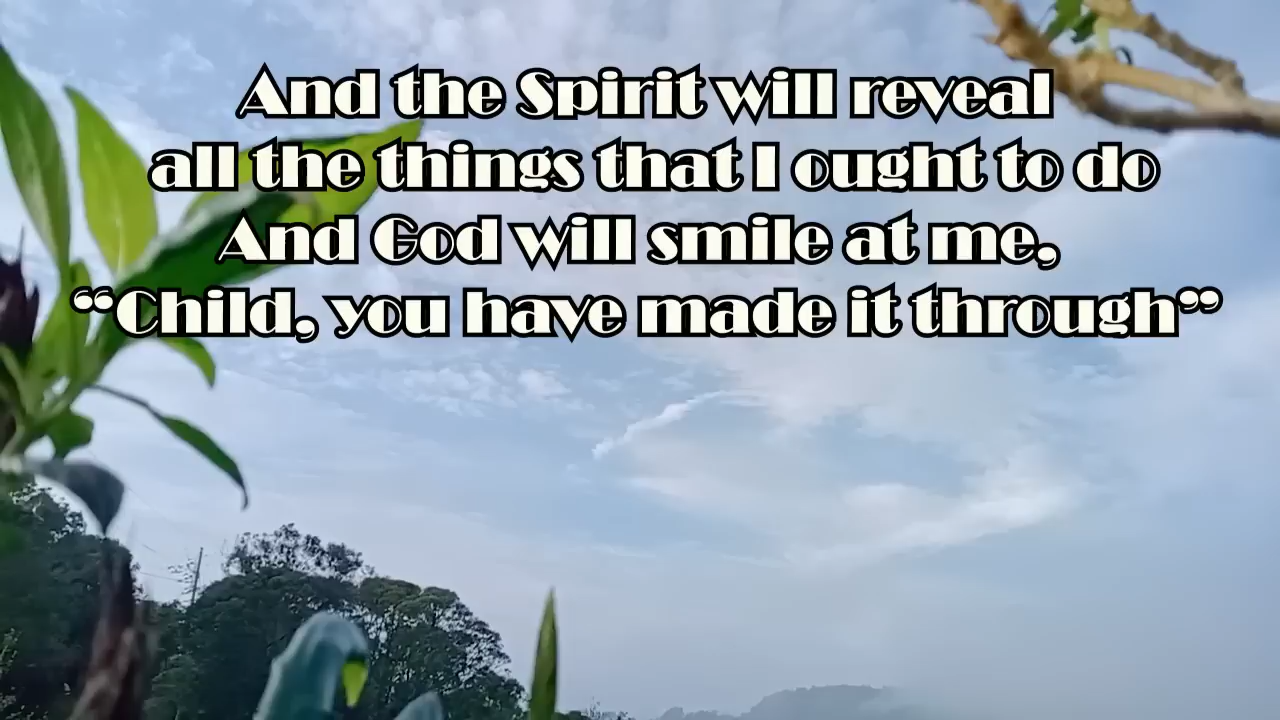 And the Spirit will reveal
all the things that I ought to do
And God will smile at me,
“Child, you have made it through”